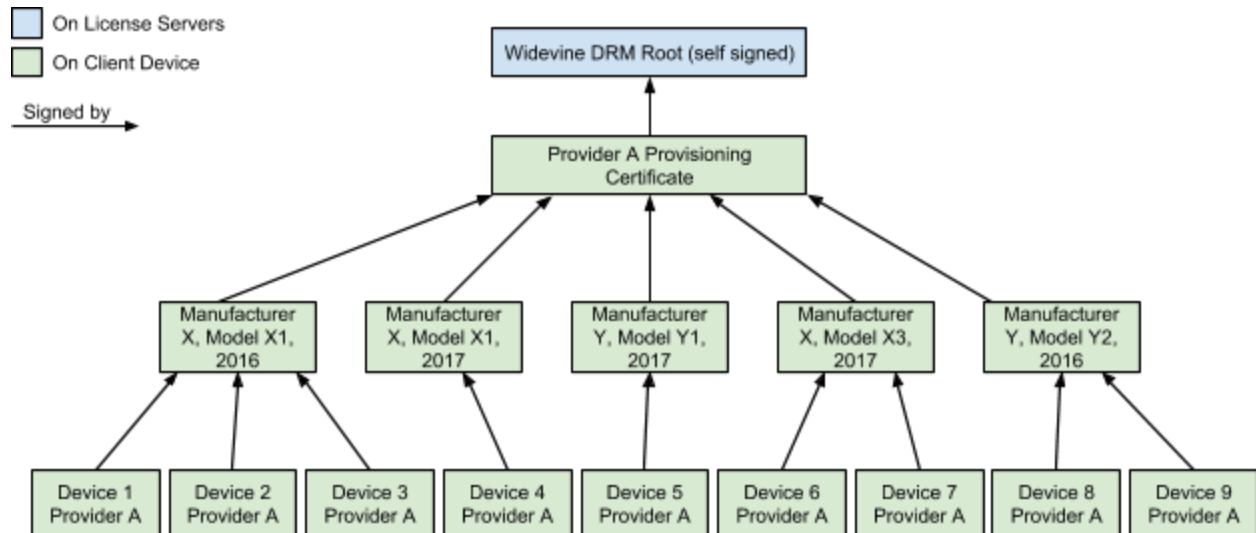 On License Servers
On Client Device
Signed by
Widevine DRM Root (self signed)
Provider A Provisioning
Certificate
Manufacturer
X, Model X1,
2016
Manufacturer
X, Model X1,
2017
Manufacturer
Y, Model Y1,
2017
Manufacturer
X, Model X3,
2017
Manufacturer
Y, Model Y2,
2016
Device 1
Provider A
Device 2
Provider A
Device 3
Provider A
Device 4
Provider A
Device 5
Provider A
Device 6
Provider A
Device 7
Provider A
Device 8
Provider A
Device 9
Provider A